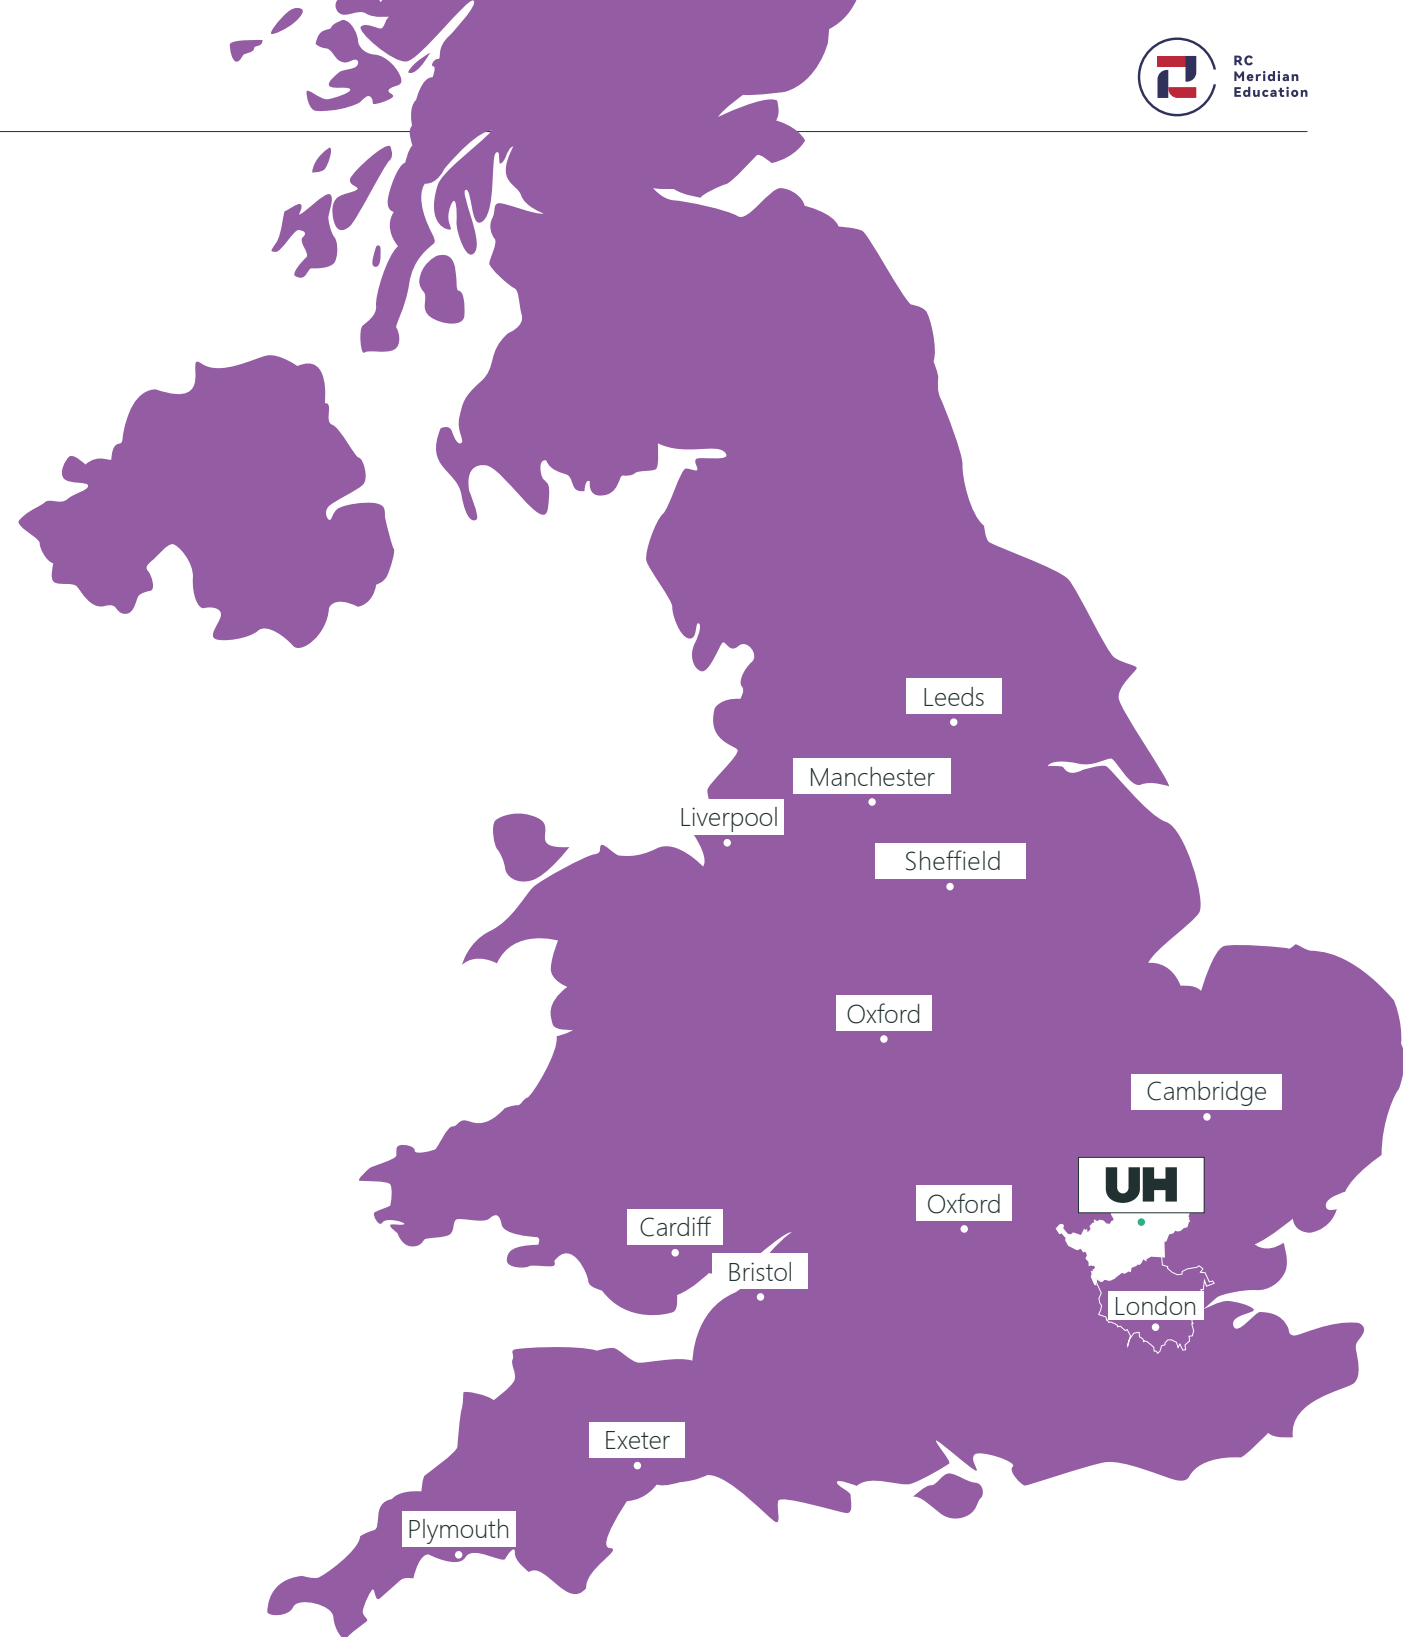 RC
Meridian
Education
Leeds
Manchester
Liverpool
Sheffield
Oxford
Cambridge
UH
Oxford
Cardiff
Bristol
London
Exeter
Plymouth